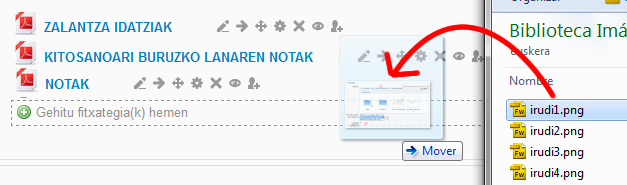 ZALANTZA IDATZIAK
KITOSANOARI BURUZKO LANAREN NOTAK
NOTAK
Gehitu fitxategia(k) hemen
Mover
Biblioteca Imá
euskera
Nombre
irudi1.png
irudi2.png
irudi3.png
irudi4.png